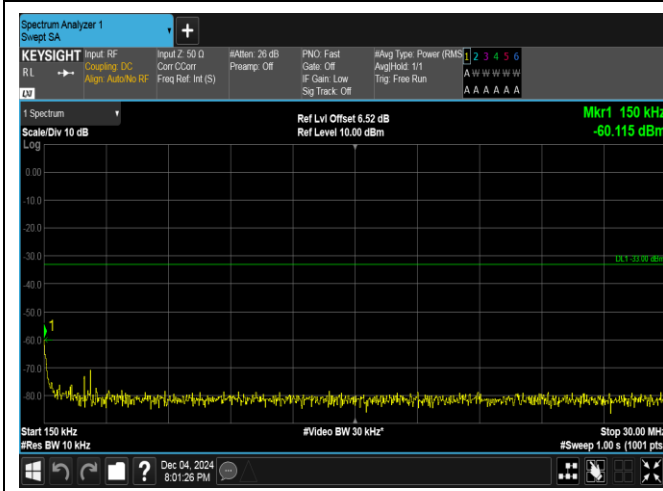 Spectrum Analyzer 1
Swept SA
+
KEYSIGHT Input: RF Input Z: 50 Ω #Atten: 26 dB PNO: Fast #Avg Type: Power (RMS 1 2 3 4 5 6
RL Coupling: DC Corr CCorr Preamp: Off Gate: Off Avg|Hold: 1/1 A W W W W W
Align: Auto/No RF Freq Ref: Int (S) IF Gain: Low Trig: Free Run
LXI Sig Track: Off A A A A A A
1 Spectrum Ref Lvl Offset 6.52 dB Mkr1 150 kHz
Scale/Div 10 dB Ref Level 10.00 dBm -60.115 dBm
Log
0.00
-10.0
-20.0
-30.0 DL1 -33.00 dBm
-40.0
-50.0
1
-60.0
-70.0
-80.0
Start 150 kHz #Video BW 30 kHz* Stop 30.00 MHz
#Res BW 10 kHz #Sweep 1.00 s (1001 pts
? Dec 04, 2024
8:01:26 PM